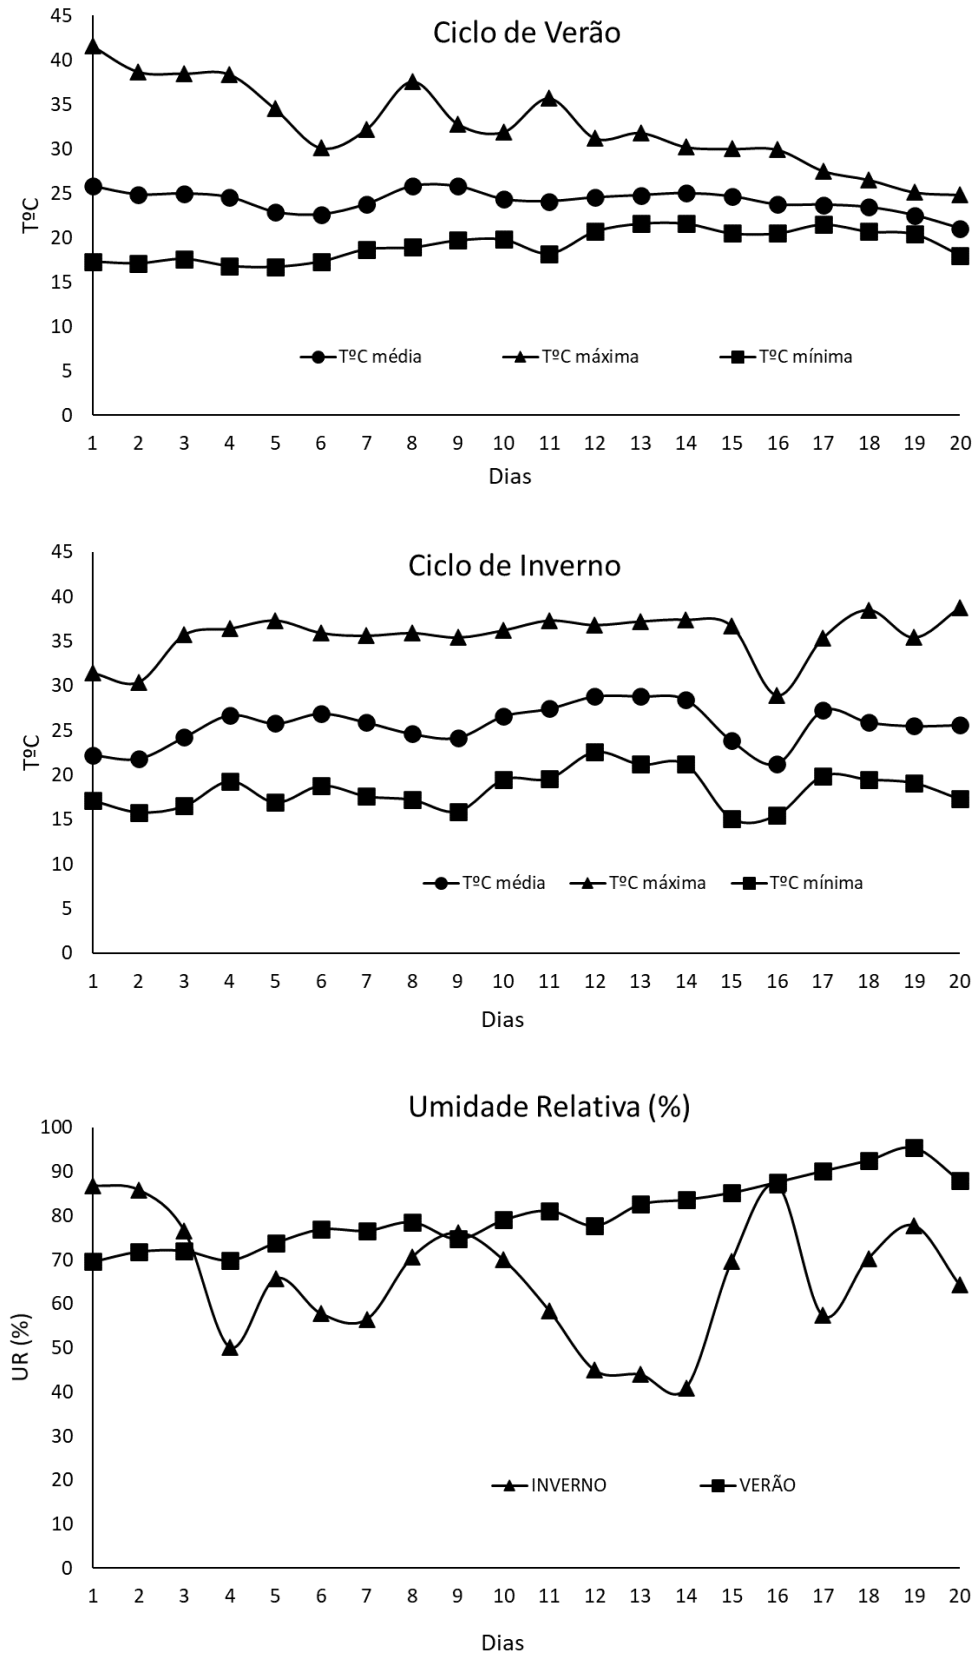 Ciclo de Verão
45
40
35
30
25
20
15
10
5
0
TºC
TºC média TºC máxima TºC mínima
1 2 3 4 5 6 7 8 9 10 11 12 13 14 15 16 17 18 19 20
Dias
Ciclo de Inverno
45
40
35
30
25
20
15
10
5
0
TºC
TºC média TºC máxima TºC mínima
1 2 3 4 5 6 7 8 9 10 11 12 13 14 15 16 17 18 19 20
Dias
Umidade Relativa (%)
100
90
80
70
60
50
40
30
20
10
0
UR (%)
INVERNO VERÃO
1 2 3 4 5 6 7 8 9 10 11 12 13 14 15 16 17 18 19 20
Dias